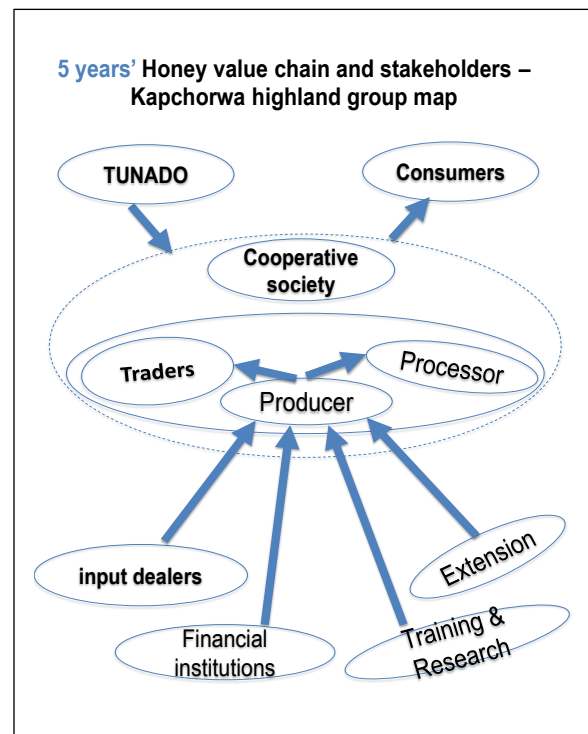 5 years’ Honey value chain and stakeholders –
Kapchorwa highland group map
TUNADO
Consumers
Cooperative
society
Traders
Processor
Producer
input dealers
Extension
Financial
institutions
Training &
Research